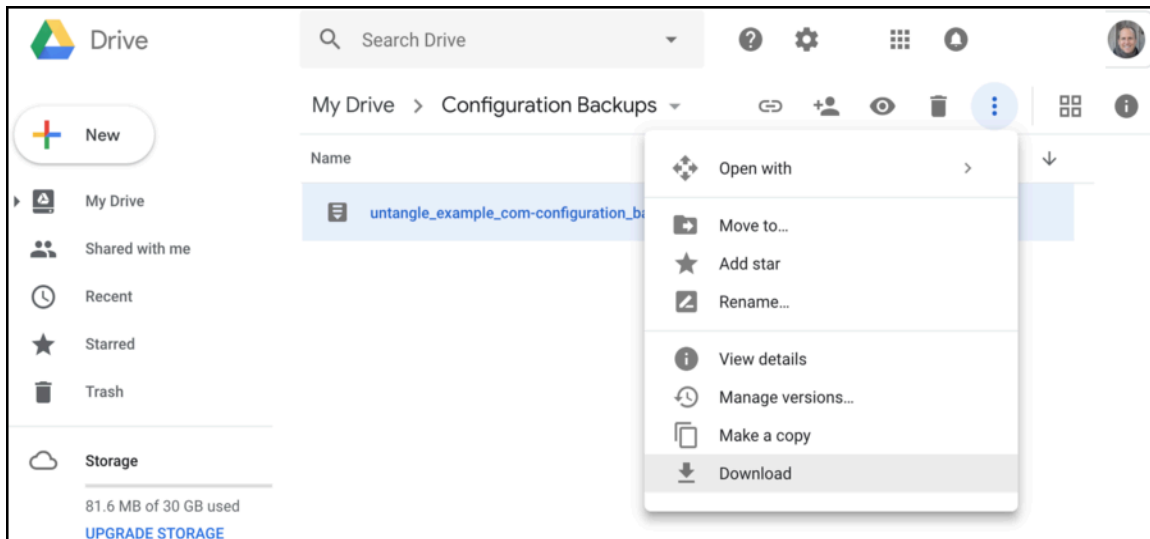 Drive
Search Drive
My Drive > Configuration Backups
New
Name
Open with >
My Drive
untangle_example_com-configuration_ba
Move to...
Shared with me
Add star
Recent
Rename...
Starred
View details
Trash
Manage versions...
Make a copy
Storage
Download
81.6 MB of 30 GB used
UPGRADE STORAGE